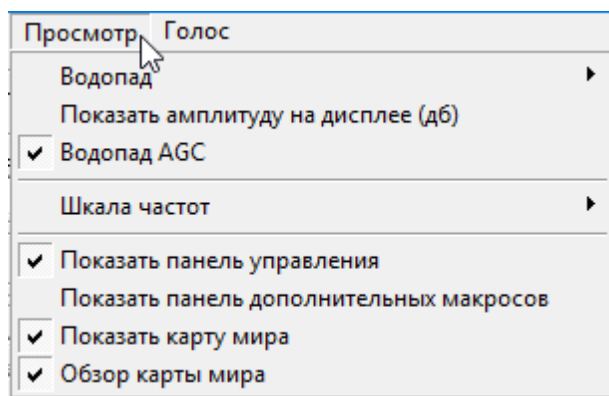 Просмотр Голос
Водопад
Показать амплитуду на дисплее (дб)
Водопад AGC
Шкала частот
Показать панель управления
Показать панель дополнительных макросов
Показать карту мира
Обзор карты мира